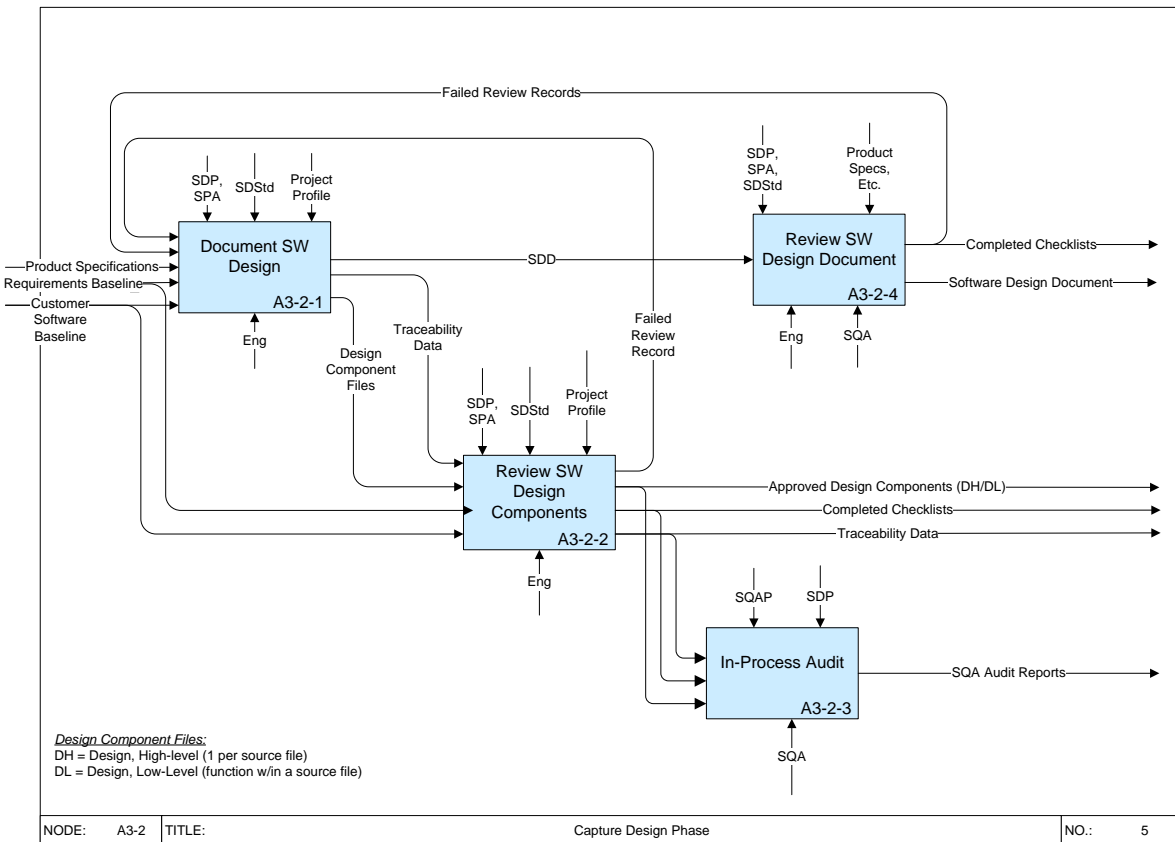 Failed Review Records
SDP,
SPA
SDStd
Project
Profile
SDP,
SPA,
SDStd
Product
Specs,
Etc.
Document SW
Design
A3-2-1
Review SW
Design Document
A3-2-4
Product Specifications
Requirements Baseline
Customer
Software
Baseline
SDD
Completed Checklists
Software Design Document
Eng
Eng
SQA
Design
Component
Files
Traceability
Data
Failed
Review
Record
SDP,
SPA
SDStd
Project
Profile
Review SW
Design
Components
A3-2-2
Approved Design Components (DH/DL)
Completed Checklists
Traceability Data
Eng
SQAP
SDP
In-Process Audit
A3-2-3
SQA Audit Reports
SQA
Design Component Files:
DH = Design, High-level (1 per source file)
DL = Design, Low-Level (function w/in a source file)
NODE: A3-2 TITLE: Capture Design Phase NO.: 5